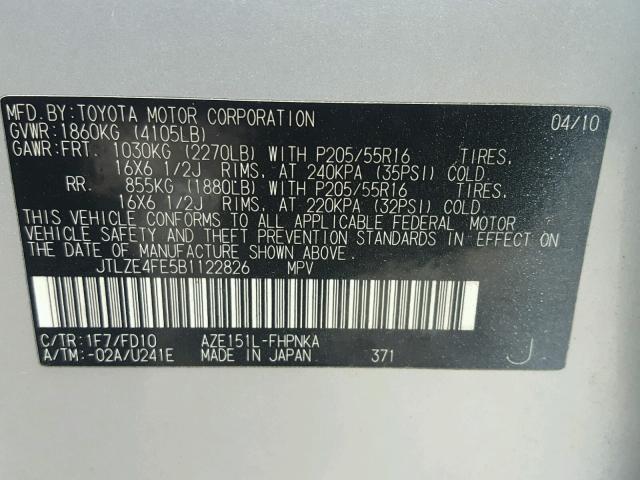 MFD.BY:TOYOTA MOTOR CORPORATION 04/10
GVWR:1860KG (4105LB)
GAWR:FRT. 1030KG (2270LB) WITH P205/55R16 TIRES,
16X6 1/2J RIMS, AT 240KPA (35PSI) COLD
RR. 855KG (1880LB) WITH P205/55R16 TIRES,
16X6 1/2J RIMS, AT 220KPA (32PSI) COLD
THIS VEHICLE CONFORMS TO ALL APPLICABLE FEDERAL MOTOR
VEHICLE SAFETY AND THEFT PREVENTION STANDARDS IN EFFECT ON
THE DATE OF MANUFACTURE SHOWN ABOVE.
JTLZE4FE5B1122826 MPV
C/TR:1F7/FD10 AZE151L-FHPNKA
A/TM:-02A/U241E MADE IN JAPAN 371 J